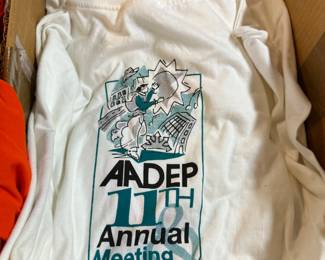 AADEP
11TH
&
Annual
Meeting